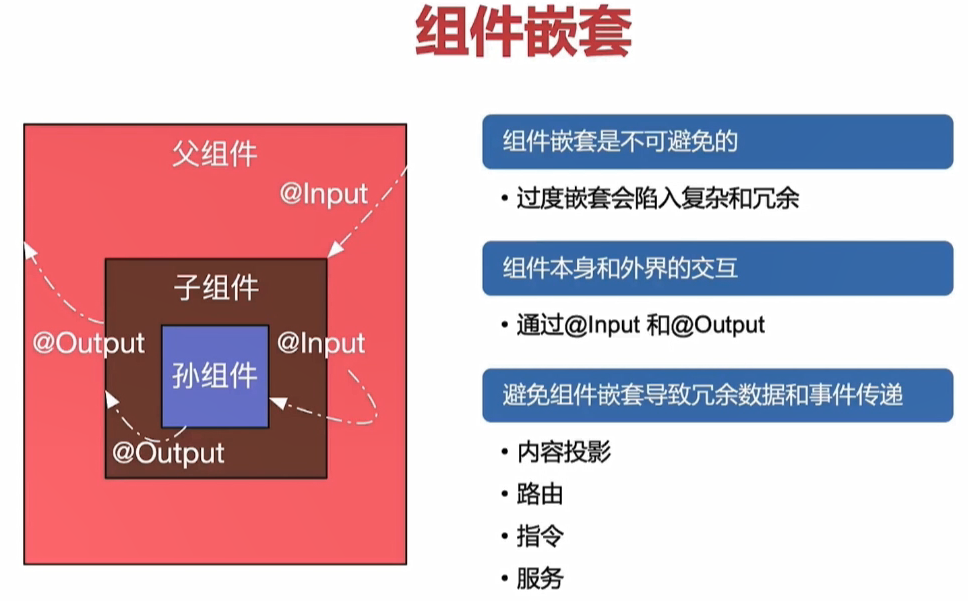 组件嵌套
父组件
@Input
子组件
@Output
@Input
孙组件
@Output
组件嵌套是不可避免的
• 过度嵌套会陷入复杂和冗余
组件本身和外界的交互
• 通过@Input 和@Output
避免组件嵌套导致冗余数据和事件传递
• 内容投影
• 路由
• 指令
• 服务